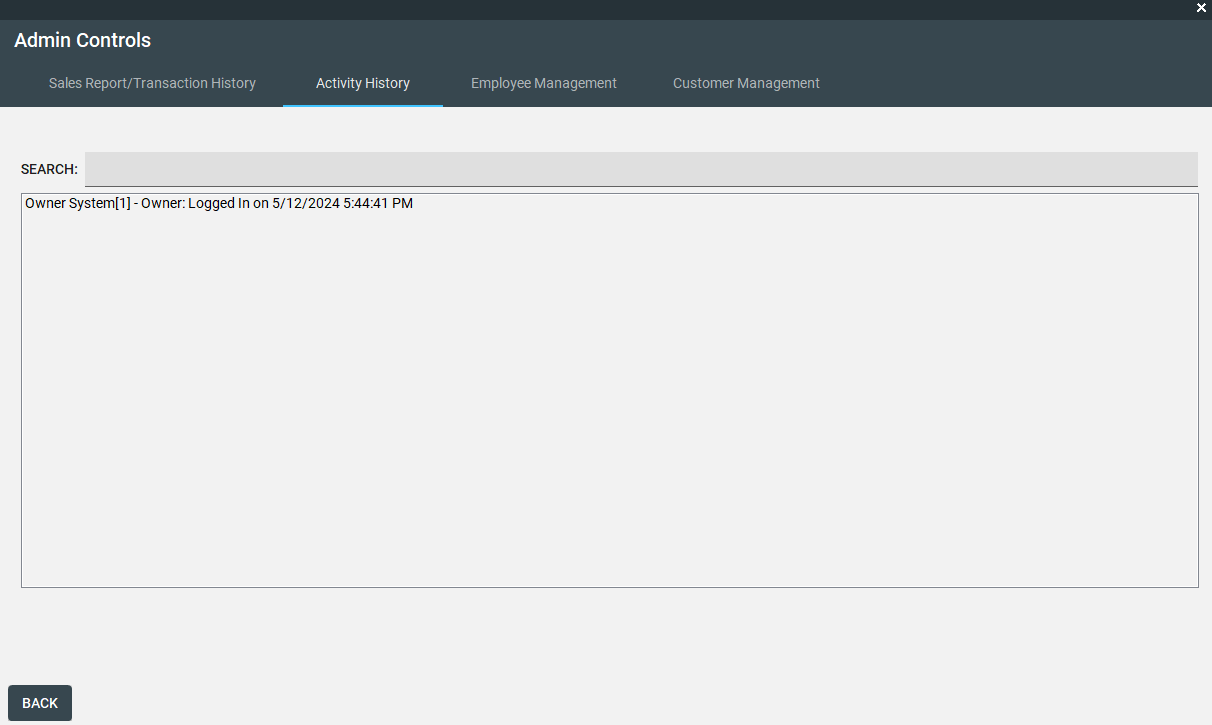 Admin Controls
Sales Report/Transaction History Activity History Employee Management Customer Management
SEARCH:
Owner System[1] - Owner: Logged In on 5/12/2024 5:44:41 PM
BACK